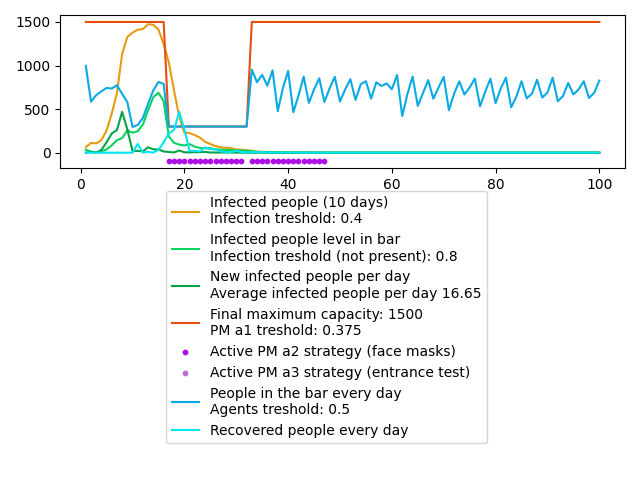 1500
1000
500
0
0 20 40 60 80 100
Infected people (10 days)
Infection treshold: 0.4
Infected people level in bar
Infection treshold (not present): 0.8
New infected people per day
Average infected people per day 16.65
Final maximum capacity: 1500
PM a1 treshold: 0.375
Active PM a2 strategy (face masks)
Active PM a3 strategy (entrance test)
People in the bar every day
Agents treshold: 0.5
Recovered people every day